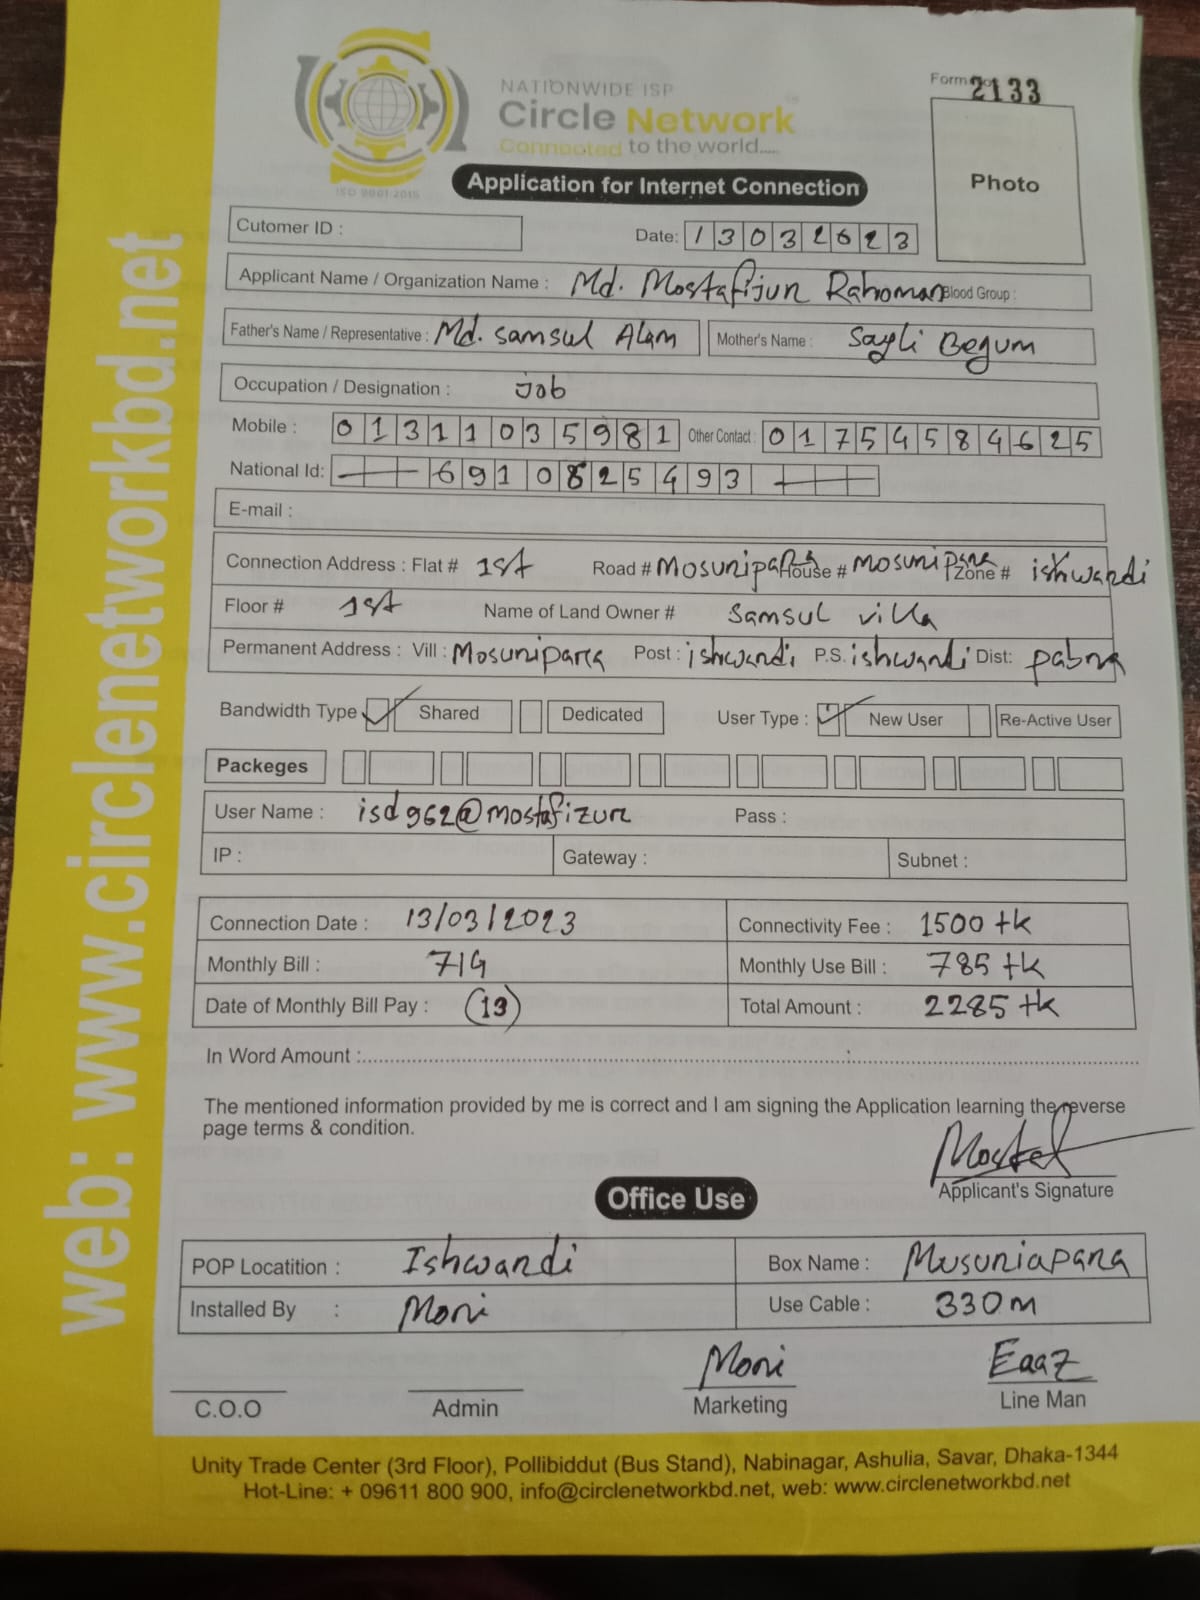 NATIONWIDE ISP
Circle Network
Connected to the world.....
ISO 9001:2015
Form No 2133
Photo
Application for Internet Connection
Cutomer ID :
Date: 13032023
Applicant Name / Organization Name : Md. Mostafijur Rahoman Blood Group :
Father's Name / Representative : Md. Samsul Alam Mother's Name : Sayli Begum
Occupation / Designation : job
Mobile : 01311035981 Other Contact : 01754584625
National Id: 6910825493
E-mail :
Connection Address : Flat # 1st Road # Mosunipara House # Mosunipara Zone # ishwardi
Floor # 1st Name of Land Owner # Samsul villa
Permanent Address : Vill : Mosunipara Post : ishwardi P.S. ishwardi Dist: pabna
Bandwidth Type Shared Dedicated User Type : New User Re-Active User
Packeges
User Name : isd962@mostafizur Pass :
IP : Gateway : Subnet :
Connection Date : 13/03/2023 Connectivity Fee : 1500 tk
Monthly Bill : Monthly Use Bill : 785 tk
Date of Monthly Bill Pay : (13) Total Amount : 2285 tk
In Word Amount :
The mentioned information provided by me is correct and I am signing the Application learning the reverse
page terms & condition.
Applicant's Signature
Office Use
POP Locatition : Ishwardi Box Name : Musuriapara
Installed By : Moni Use Cable : 330m
Moni
C.O.O Admin Marketing Line Man
Unity Trade Center (3rd Floor), Pollibiddut (Bus Stand), Nabinagar, Ashulia, Savar, Dhaka-1344
Hot-Line: + 09611 800 900, info@circlenetworkbd.net, web: www.circlenetworkbd.net
web: www.circlenetworkbd.net